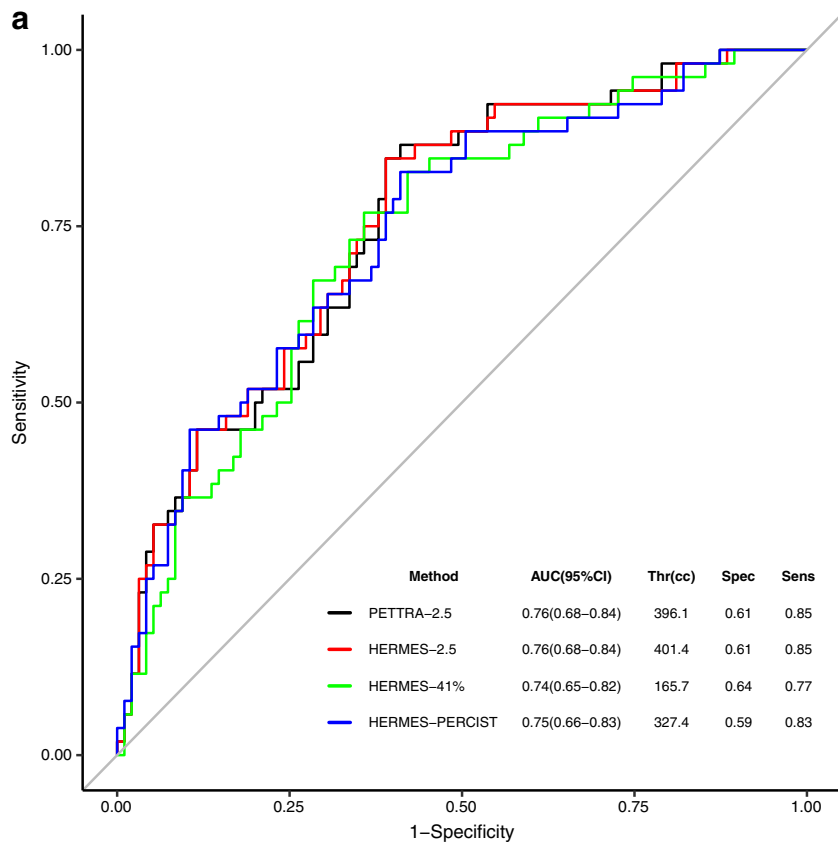 a
1.00
0.75
0.50
0.25
0.00
Sensitivity
Method AUC(95%CI) Thr(cc) Spec Sens
PETTRA−2.5 0.76(0.68−0.84) 396.1 0.61 0.85
HERMES−2.5 0.76(0.68−0.84) 401.4 0.61 0.85
HERMES−41% 0.74(0.65−0.82) 165.7 0.64 0.77
HERMES−PERCIST 0.75(0.66−0.83) 327.4 0.59 0.83
0.00 0.25 0.50 0.75 1.00
1−Specificity